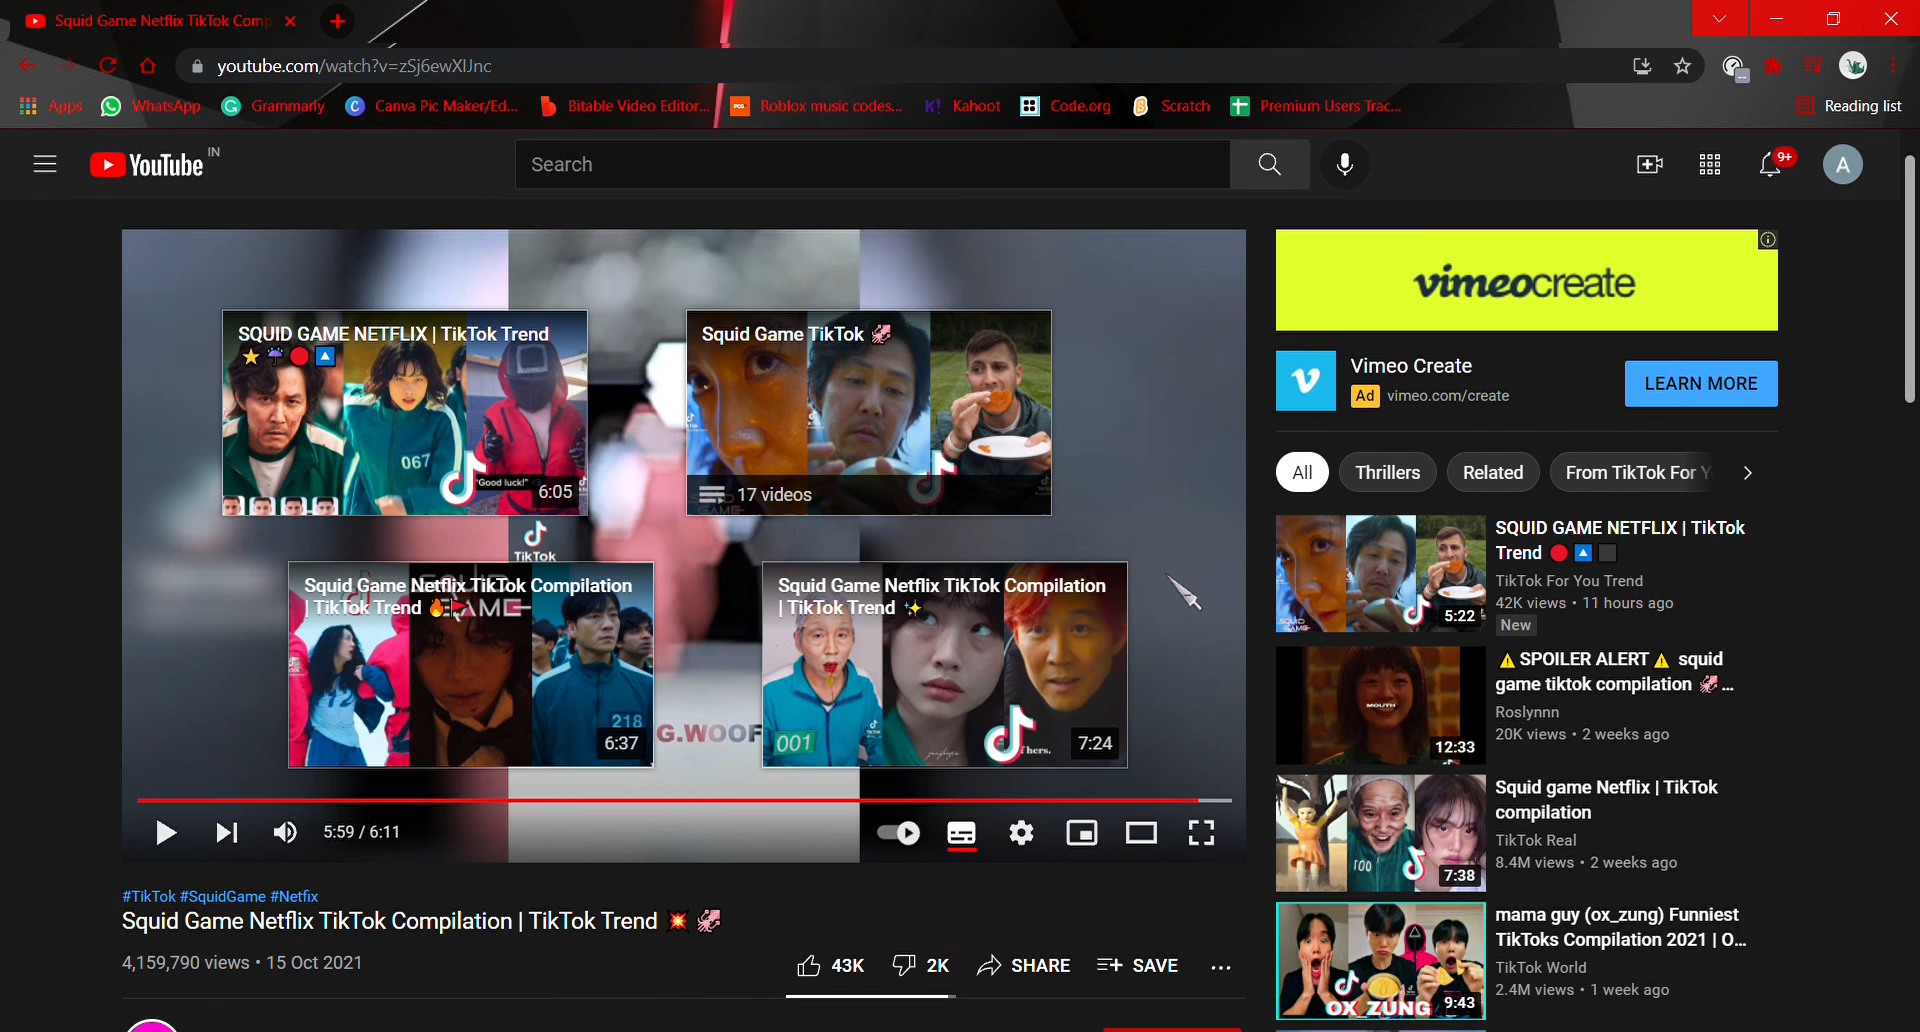 Squid Game Netflix TikTok Comp
youtube.com/watch?v=zSj6ewXlJnc
Apps
WhatsApp
Grammarly
Canva Pic Maker/Ed...
Bitable Video Editor...
Roblox music codes...
Kahoot
Code.org
Scratch
Premium Users Trac...
Reading list
YouTube IN
Search
9+
A
SQUID GAME NETFLIX | TikTok Trend
067
"Good luck!"
6:05
Squid Game TikTok
17 videos
TikTok
Squid Game Netflix TikTok Compilation
| TikTok Trend
218
6:37
G.WOOF
Squid Game Netflix TikTok Compilation
| TikTok Trend
001
hers.
7:24
5:59 / 6:11
#TikTok #SquidGame #Netfix
Squid Game Netflix TikTok Compilation | TikTok Trend
4,159,790 views • 15 Oct 2021
43K
2K
SHARE
SAVE
vimeocreate
Vimeo Create
Ad vimeo.com/create
LEARN MORE
All
Thrillers
Related
From TikTok For Y
SQUID GAME NETFLIX | TikTok
Trend
TikTok For You Trend
42K views • 11 hours ago
New
5:22
SPOILER ALERT squid
game tiktok compilation ...
Roslynnn
20K views • 2 weeks ago
MOUTH
12:33
Squid game Netflix | TikTok
compilation
TikTok Real
8.4M views • 2 weeks ago
7:38
mama guy (ox_zung) Funniest
TikToks Compilation 2021 | O...
TikTok World
2.4M views • 1 week ago
OX_ZUNG
9:43